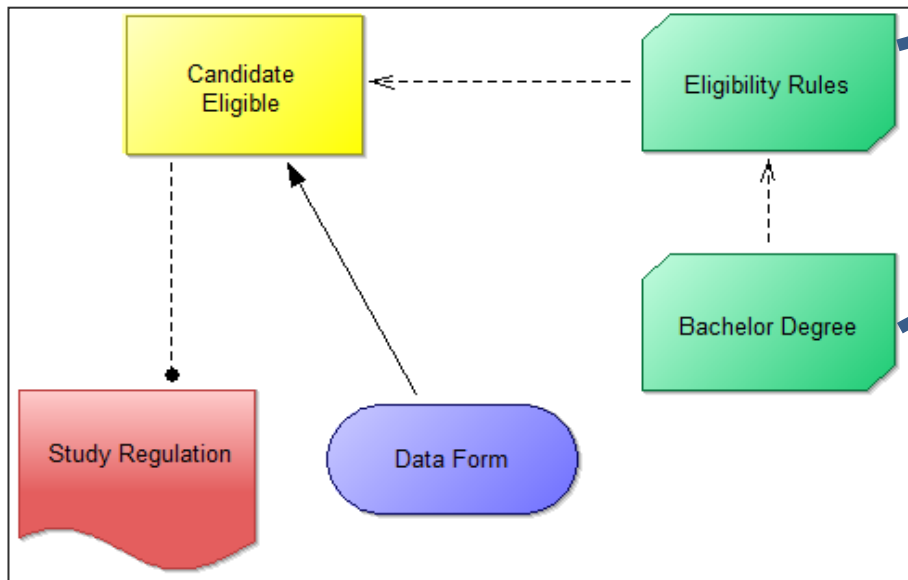 Candidate
Eligible
Eligibility Rules
Bachelor Degree
Study Regulation
Data Form